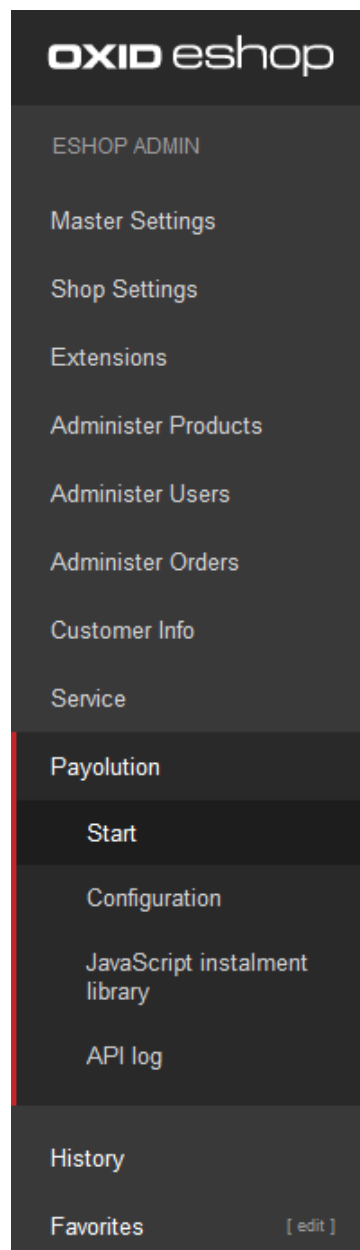 OXID eshop
ESHOP ADMIN
Master Settings
Shop Settings
Extensions
Administer Products
Administer Users
Administer Orders
Customer Info
Service
Payolution
Start
Configuration
JavaScript instalment
library
API log
History
Favorites [ edit ]